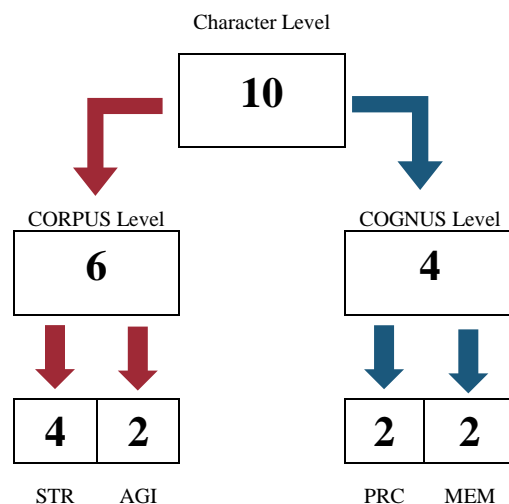 Character Level
10
CORPUS Level COGNUS Level
6 4
4 2 2 2
STR AGI PRC MEM